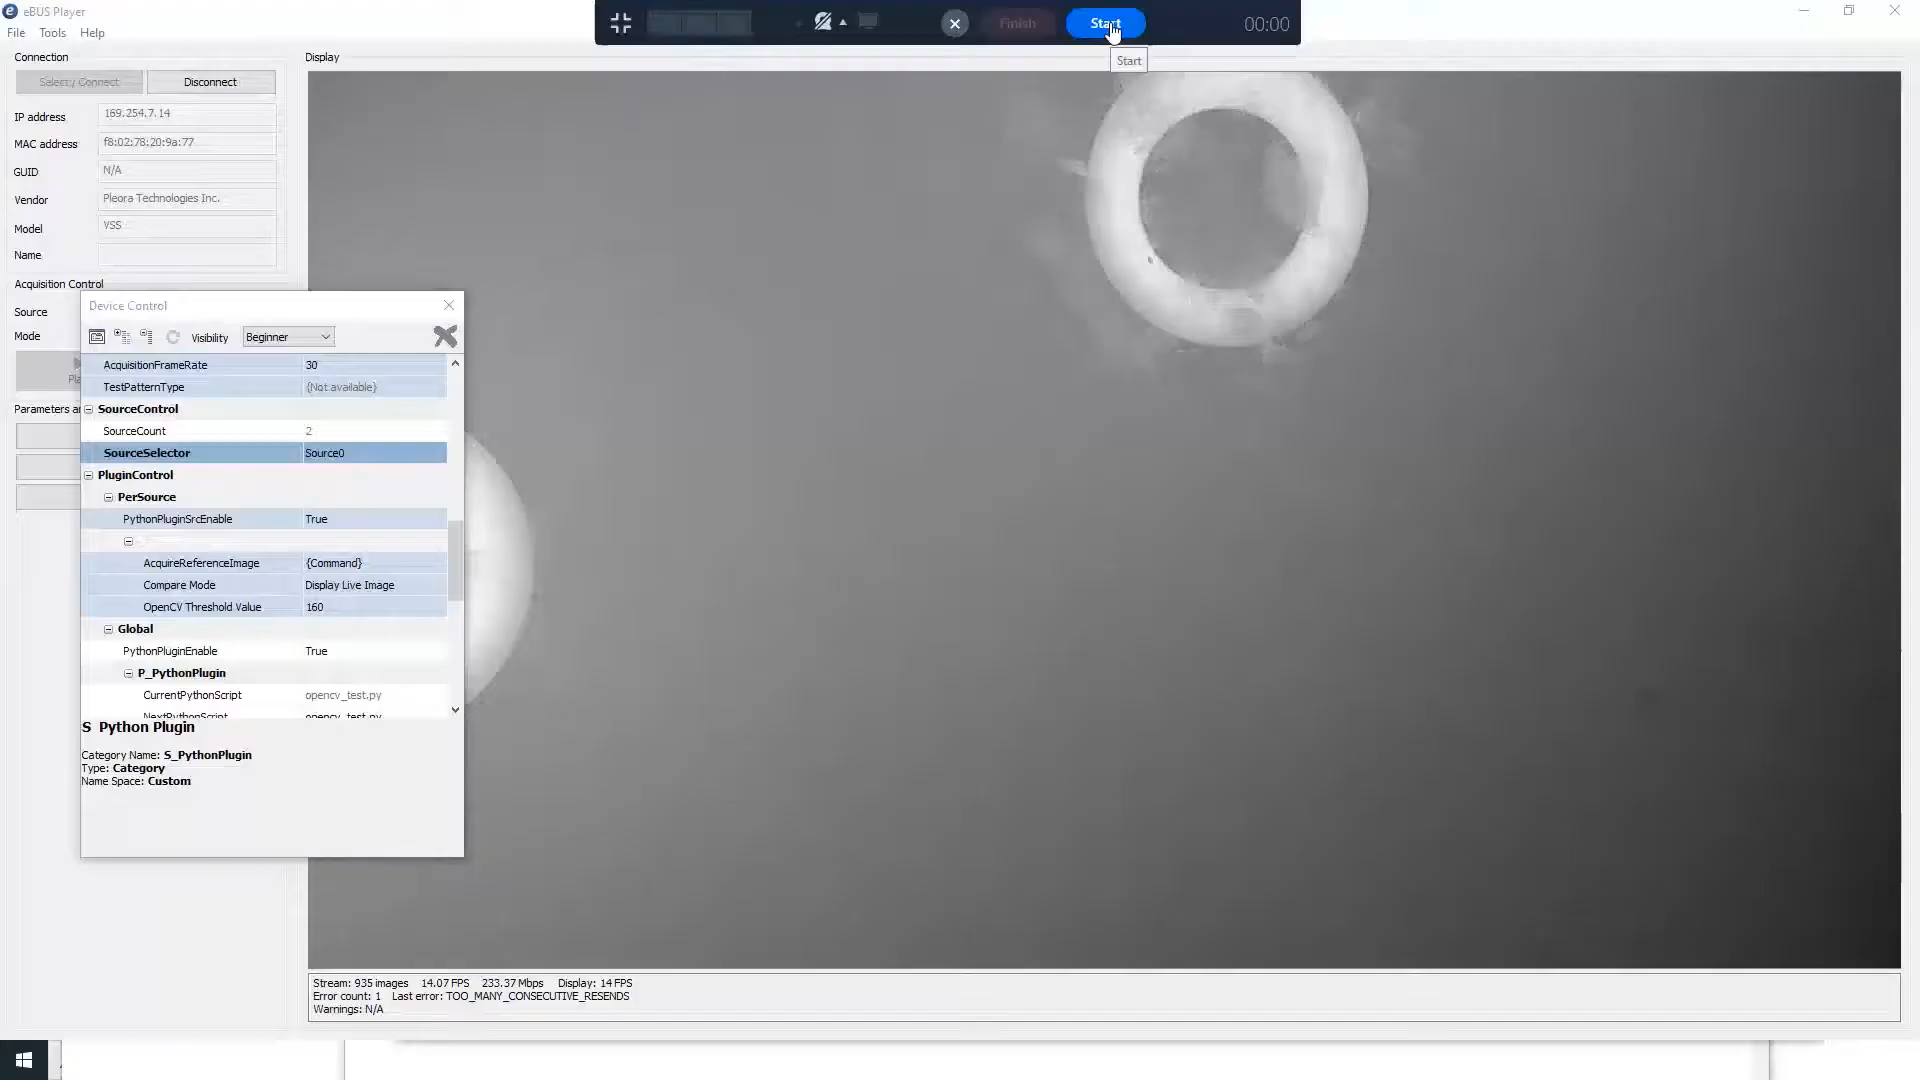 eBUS Player
File Tools Help
Finish
Start
00:00
Start
Connection
Select / Connect
Disconnect
IP address
169.254.7.14
MAC address
f8:02:78:20:9a:77
GUID
N/A
Vendor
Pleora Technologies Inc.
Model
VSS
Name
Acquisition Control
Source
Mode
Display
Device Control
Visibility
Beginner
AcquisitionFrameRate 30
TestPatternType {Not available}
SourceControl
SourceCount 2
SourceSelector Source0
PluginControl
PerSource
PythonPluginSrcEnable True
AcquireReferenceImage {Command}
Compare Mode Display Live Image
OpenCV Threshold Value 160
Global
PythonPluginEnable True
P_PythonPlugin
CurrentPythonScript opencv_test.py
NextPythonScript opencv_test.py
S Python Plugin
Category Name: S_PythonPlugin
Type: Category
Name Space: Custom
Stream: 935 images 14.07 FPS 233.37 Mbps Display: 14 FPS
Error count: 1 Last error: TOO_MANY_CONSECUTIVE_RESENDS
Warnings: N/A